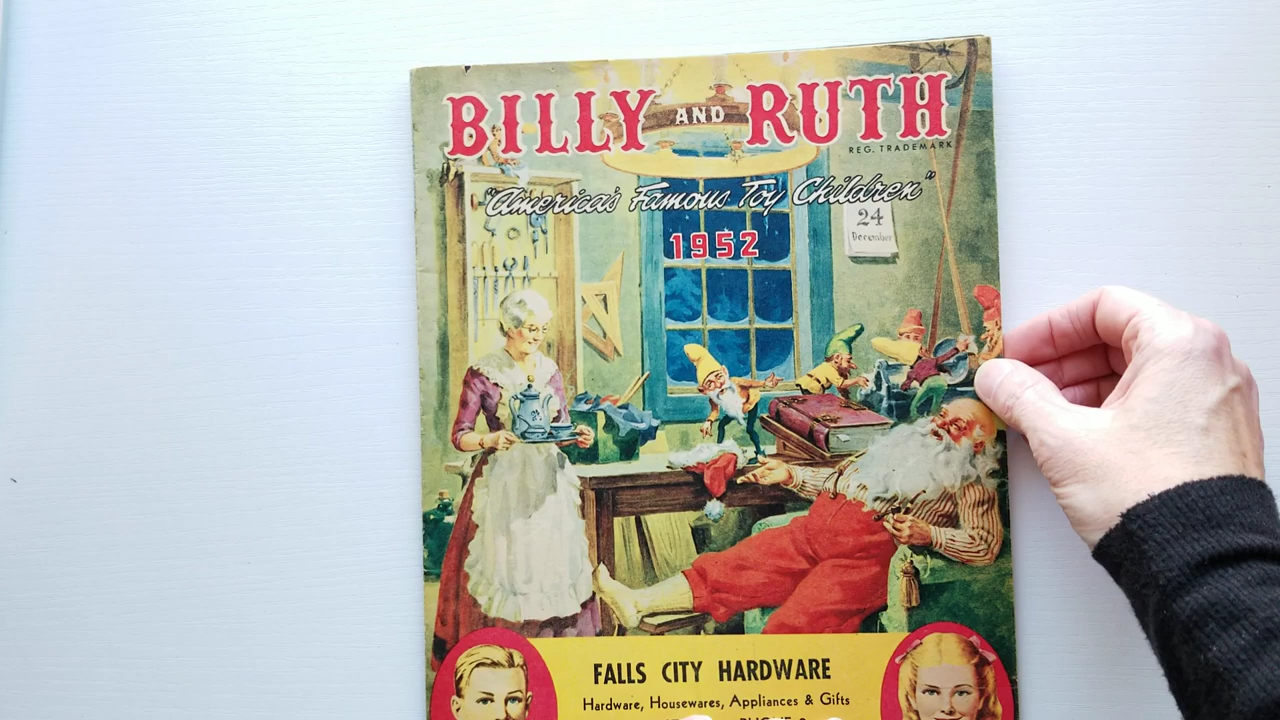 BILLY AND RUTH
REG. TRADEMARK
"America's Famous Toy Children"
1952
24
December
FALLS CITY HARDWARE
Hardware, Housewares, Appliances & Gifts